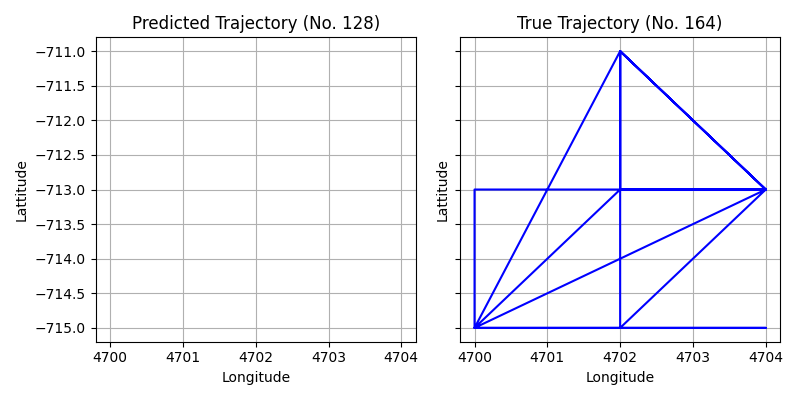 Predicted Trajectory (No. 128)
True Trajectory (No. 164)
Lattitude
−711.0
−711.5
−712.0
−712.5
−713.0
−713.5
−714.0
−714.5
−715.0
4700 4701 4702 4703 4704
Longitude
Lattitude
4700 4701 4702 4703 4704
Longitude